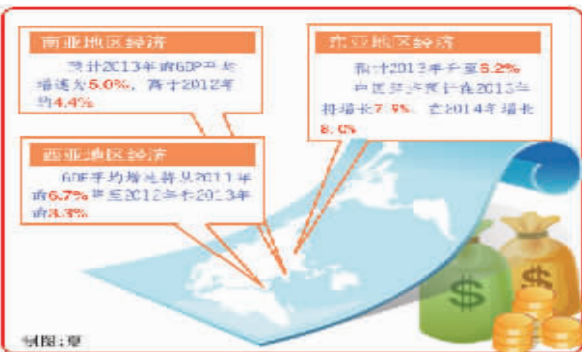 南亚地区经济
预计2013年的GDP平均
增速为5.0%，高于2012年
的4.4%
东亚地区经济
预计2013年升至6.2%
中国经济预计在2013年
将增长7.9%，在2014年增长
8.0%
西亚地区经济
GDP平均增速将从2011年
的6.7%降至2012年和2013年
的3.3%
制图:夏